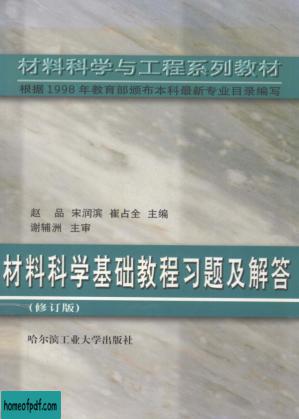 材料科学与工程系列教材
根据1998年教育部颁布本科最新专业目录编写
赵 品 宋润滨 崔占全 主编
谢辅洲 主审
材料科学基础教程习题及解答
(修订版)
哈尔滨工业大学出版社
homeofpdf.com